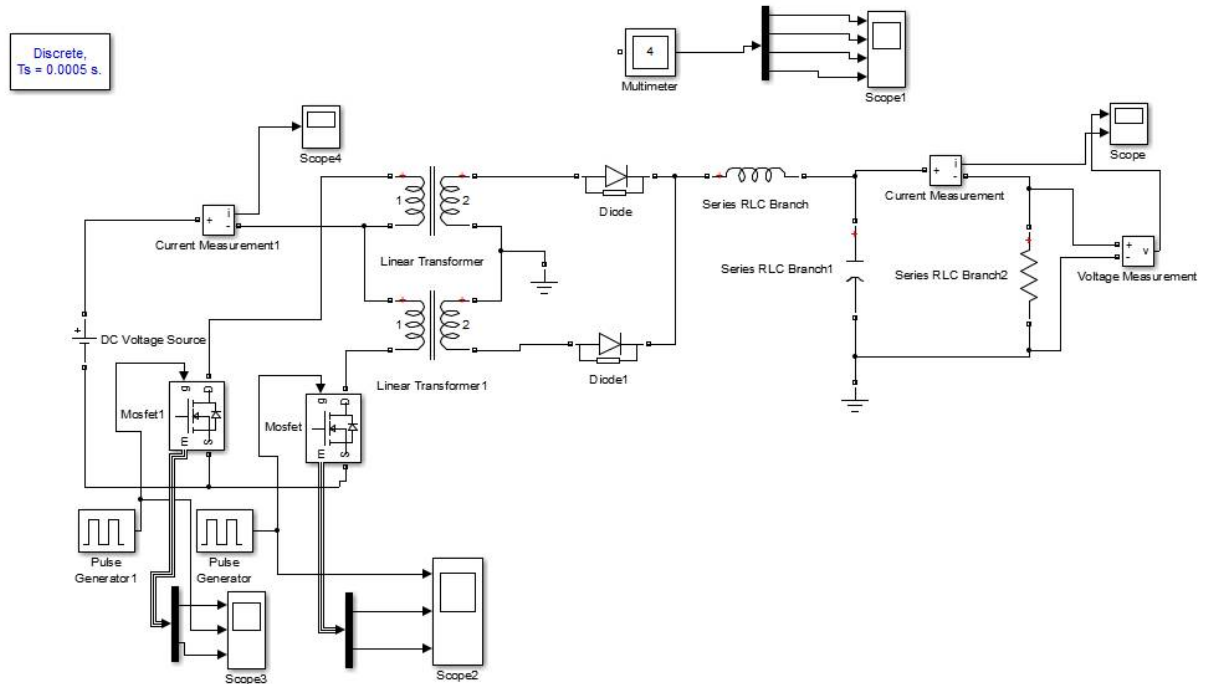 Discrete,
Ts = 0.0005 s.
4
Multimeter
Scope1
Scope4
Scope
i
+
-
Current Measurement1
1
2
Linear Transformer
Diode
Series RLC Branch
i
+
-
Current Measurement
+
DC Voltage Source
1
2
Linear Transformer1
Diode1
Series RLC Branch1
Series RLC Branch2
+
-
v
Voltage Measurement
g
D
m
S
Mosfet1
g
D
m
S
Mosfet
Pulse
Generator1
Pulse
Generator
Scope3
Scope2